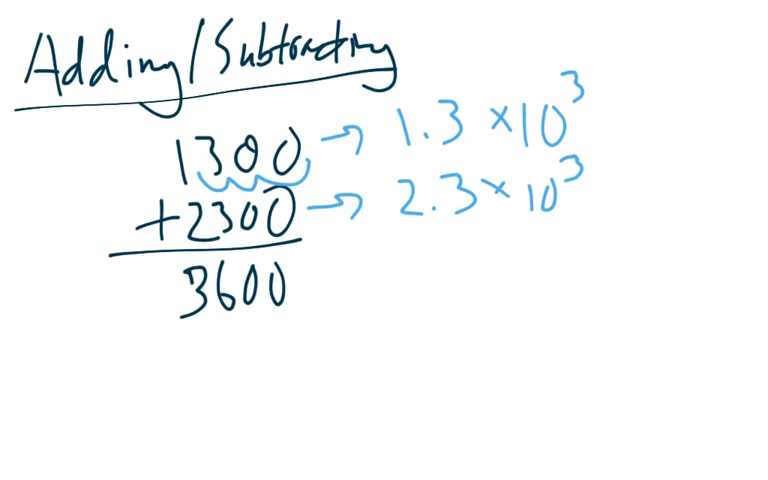 Adding/Subtracting
1300 → 1.3 × 10³
+2300 → 2.3 × 10³
3600